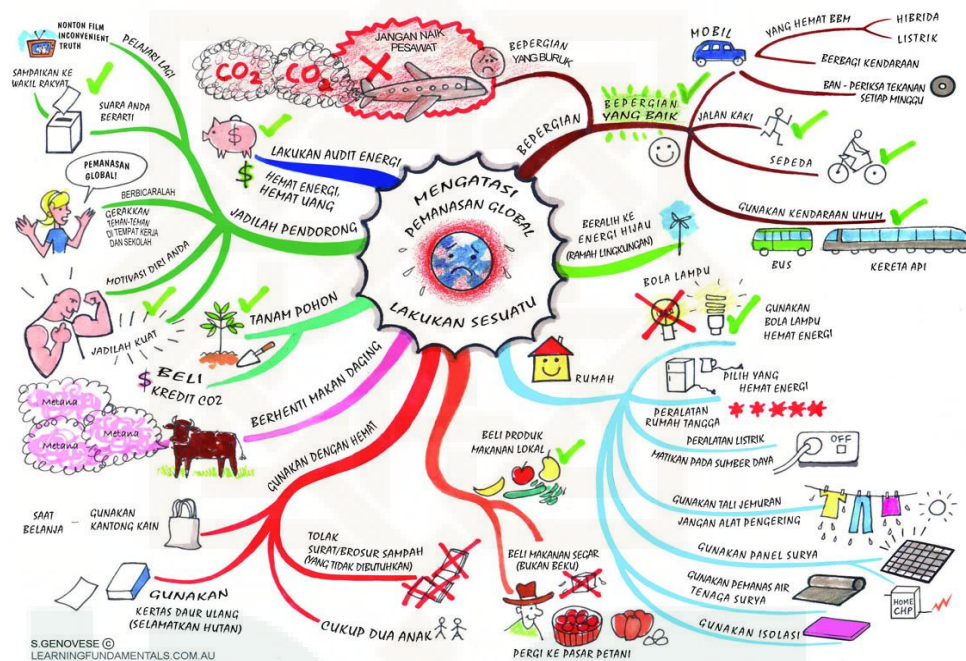 NONTON FILM
INCONVENIENT
TRUTH
PELAJARI LAGI
SAMPAIKAN KE
WAKIL RAKYAT
SUARA ANDA
BERARTI
PEMANASAN
GLOBAL!
BERBICARALAH
GERAKKAN
TEMAN-TEMAN
DI TEMPAT KERJA
DAN SEKOLAH
JADILAH PENDORONG
MOTIVASI DIRI ANDA
JADILAH KUAT
CO2
CO2
JANGAN NAIK
PESAWAT
BEPERGIAN
YANG BURUK
$
$
LAKUKAN AUDIT ENERGI
HEMAT ENERGI,
HEMAT UANG
MENGATASI
PEMANASAN GLOBAL
LAKUKAN SESUATU
BEPERGIAN
BEPERGIAN
YANG BAIK
MOBIL
YANG HEMAT BBM
HIBRIDA
LISTRIK
BERBAGI KENDARAAN
BAN - PERIKSA TEKANAN
SETIAP MINGGU
JALAN KAKI
SEPEDA
GUNAKAN KENDARAAN UMUM
BUS
KERETA API
BERALIH KE
ENERGI HIJAU
(RAMAH LINGKUNGAN)
TANAM POHON
$ BELI
KREDIT CO2
BERHENTI MAKAN DAGING
Metana
Metana
Metana
GUNAKAN DENGAN HEMAT
SAAT
BELANJA
-
GUNAKAN
KANTONG KAIN
GUNAKAN
KERTAS DAUR ULANG
(SELAMATKAN HUTAN)
TOLAK
SURAT/BROSUR SAMPAH
(YANG TIDAK DIBUTUHKAN)
CUKUP DUA ANAK
BELI PRODUK
MAKANAN LOKAL
BELI MAKANAN SEGAR
(BUKAN BEKU)
PERGI KE PASAR PETANI
RUMAH
BOLA LAMPU
GUNAKAN
BOLA LAMPU
HEMAT ENERGI
PILIH YANG
HEMAT ENERGI
PERALATAN
RUMAH TANGGA
PERALATAN LISTRIK
MATIKAN PADA SUMBER DAYA
OFF
GUNAKAN TALI JEMURAN
JANGAN ALAT PENGERING
GUNAKAN PANEL SURYA
GUNAKAN PEMANAS AIR
TENAGA SURYA
HOME
CHP
GUNAKAN ISOLASI
S.GENOVESE ©
LEARNINGFUNDAMENTALS.COM.AU